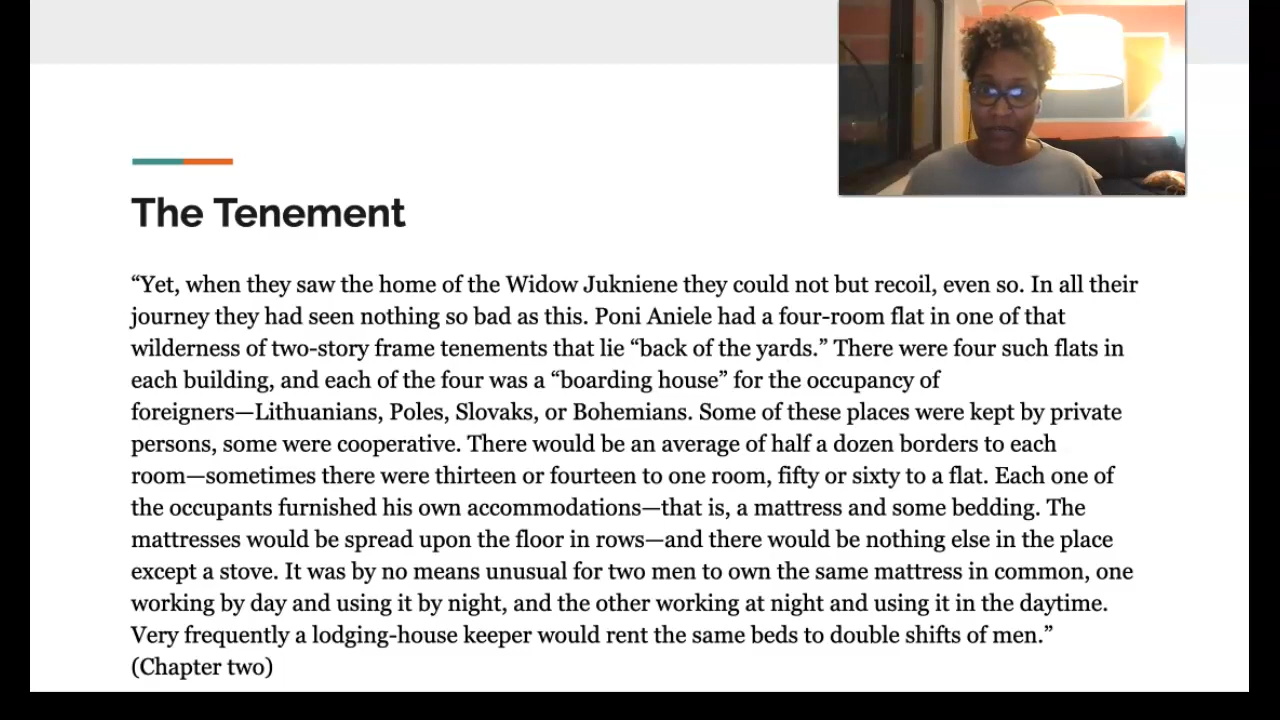 The Tenement
“Yet, when they saw the home of the Widow Jukniene they could not but recoil, even so. In all their
journey they had seen nothing so bad as this. Poni Aniele had a four-room flat in one of that
wilderness of two-story frame tenements that lie “back of the yards.” There were four such flats in
each building, and each of the four was a “boarding house” for the occupancy of
foreigners—Lithuanians, Poles, Slovaks, or Bohemians. Some of these places were kept by private
persons, some were cooperative. There would be an average of half a dozen borders to each
room—sometimes there were thirteen or fourteen to one room, fifty or sixty to a flat. Each one of
the occupants furnished his own accommodations—that is, a mattress and some bedding. The
mattresses would be spread upon the floor in rows—and there would be nothing else in the place
except a stove. It was by no means unusual for two men to own the same mattress in common, one
working by day and using it by night, and the other working at night and using it in the daytime.
Very frequently a lodging-house keeper would rent the same beds to double shifts of men.”
(Chapter two)